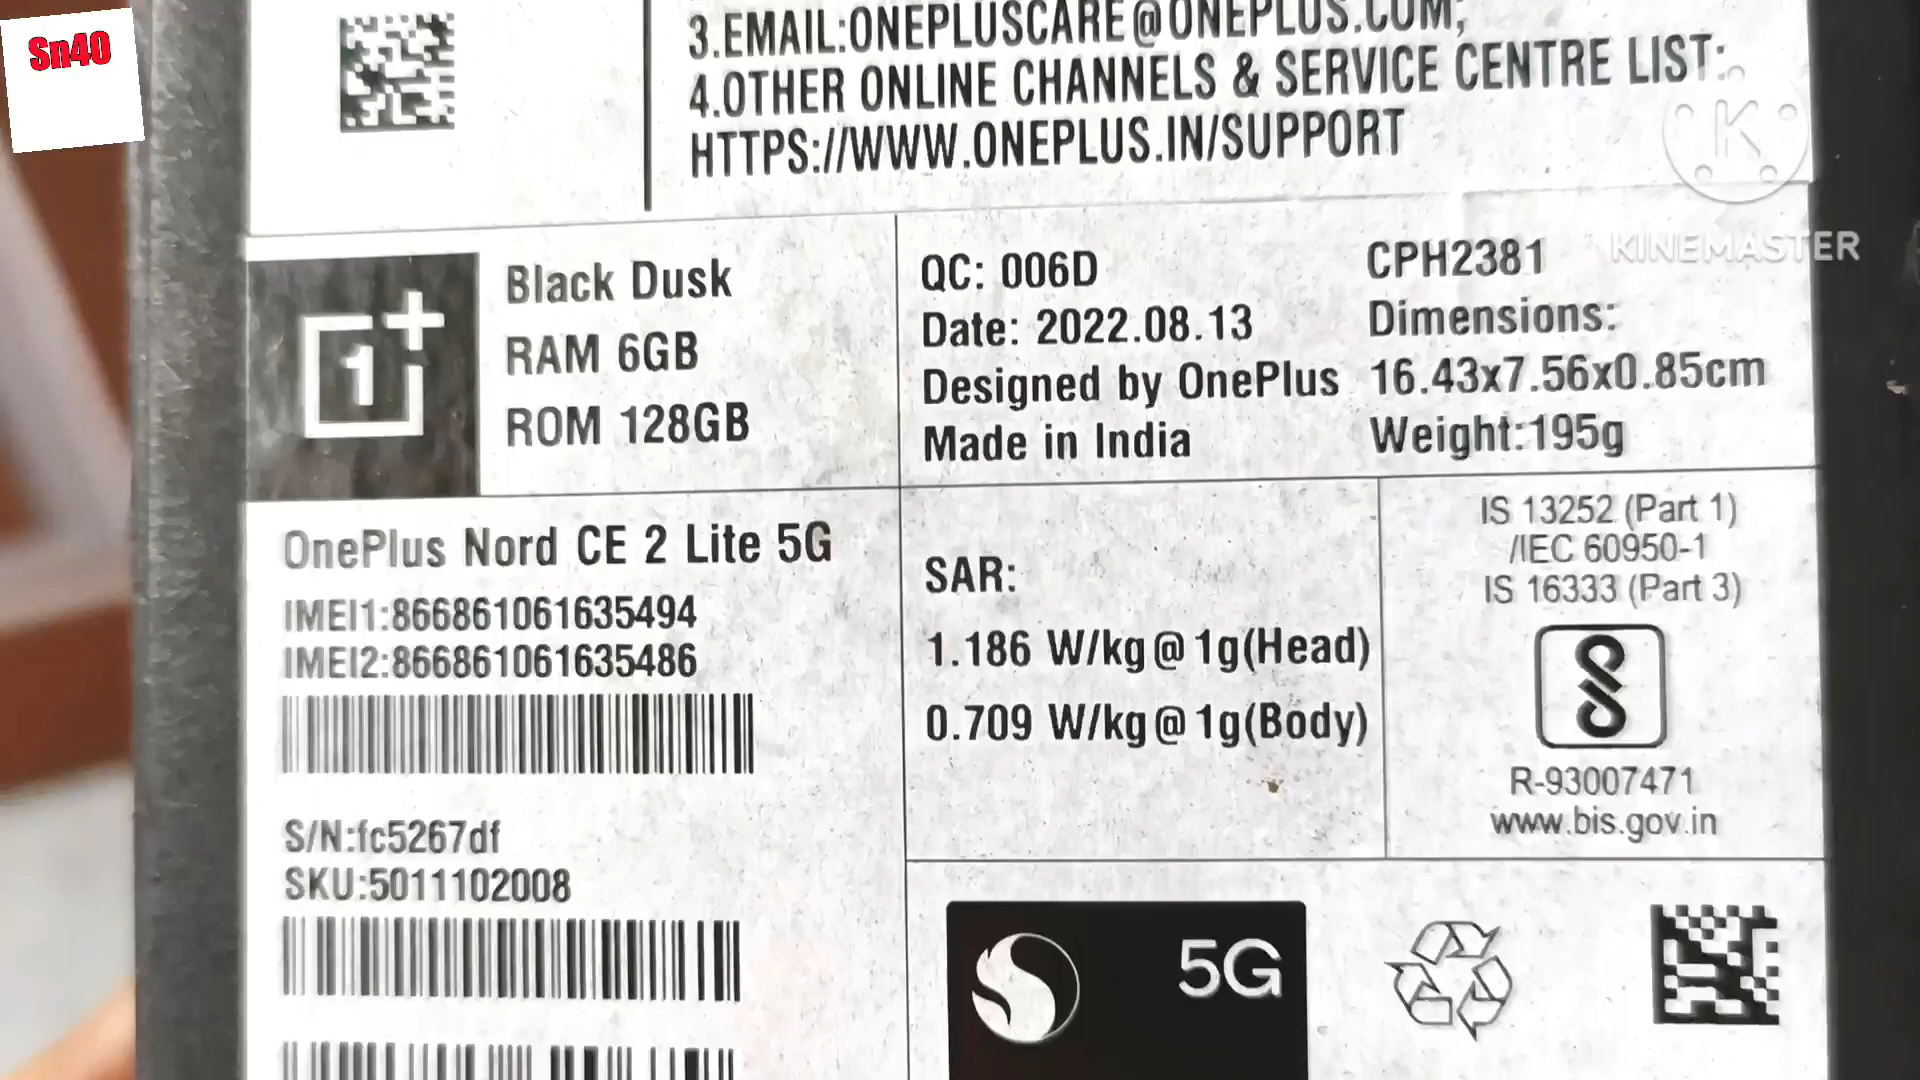 Sn40
3.EMAIL:ONEPLUSCARE@ONEPLUS.COM;
4.OTHER ONLINE CHANNELS & SERVICE CENTRE LIST:
HTTPS://WWW.ONEPLUS.IN/SUPPORT
K
KINEMASTER
1+
Black Dusk
RAM 6GB
ROM 128GB
QC: 006D
Date: 2022.08.13
Designed by OnePlus
Made in India
CPH2381
Dimensions:
16.43x7.56x0.85cm
Weight:195g
OnePlus Nord CE 2 Lite 5G
IMEI1:866861061635494
IMEI2:866861061635486
S/N:fc5267df
SKU:5011102008
SAR:
1.186 W/kg@1g(Head)
0.709 W/kg@1g(Body)
IS 13252 (Part 1)
/IEC 60950-1
IS 16333 (Part 3)
R-93007471
www.bis.gov.in
5G